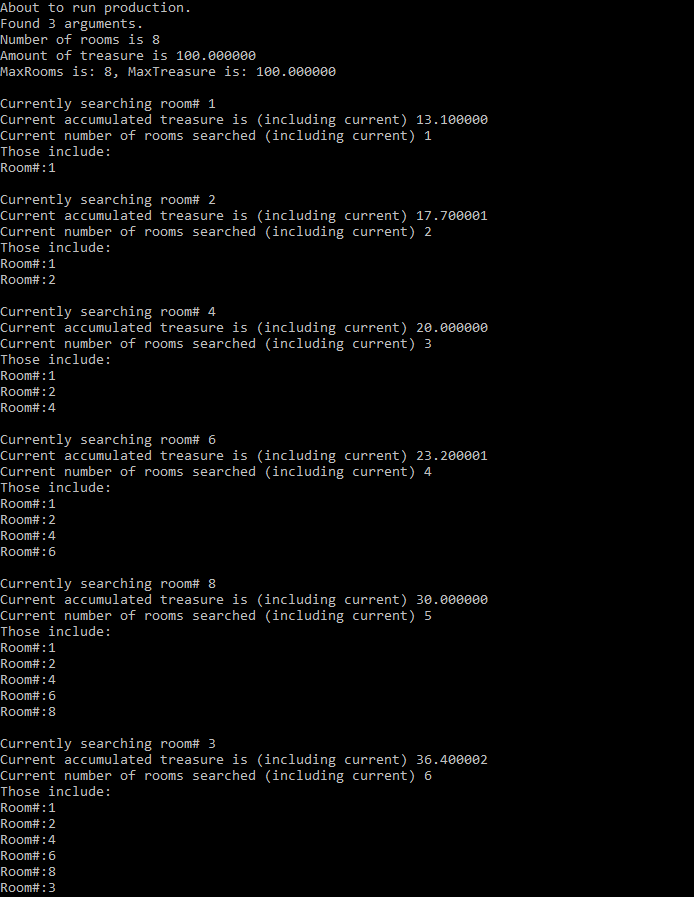 About to run production.
Found 3 arguments.
Number of rooms is 8
Amount of treasure is 100.000000
MaxRooms is: 8, MaxTreasure is: 100.000000
Currently searching room# 1
Current accumulated treasure is (including current) 13.100000
Current number of rooms searched (including current) 1
Those include:
Room#:1
Currently searching room# 2
Current accumulated treasure is (including current) 17.700001
Current number of rooms searched (including current) 2
Those include:
Room#:1
Room#:2
Currently searching room# 4
Current accumulated treasure is (including current) 20.000000
Current number of rooms searched (including current) 3
Those include:
Room#:1
Room#:2
Room#:4
Currently searching room# 6
Current accumulated treasure is (including current) 23.200001
Current number of rooms searched (including current) 4
Those include:
Room#:1
Room#:2
Room#:4
Room#:6
Currently searching room# 8
Current accumulated treasure is (including current) 30.000000
Current number of rooms searched (including current) 5
Those include:
Room#:1
Room#:2
Room#:4
Room#:6
Room#:8
Currently searching room# 3
Current accumulated treasure is (including current) 36.400002
Current number of rooms searched (including current) 6
Those include:
Room#:1
Room#:2
Room#:4
Room#:6
Room#:8
Room#:3